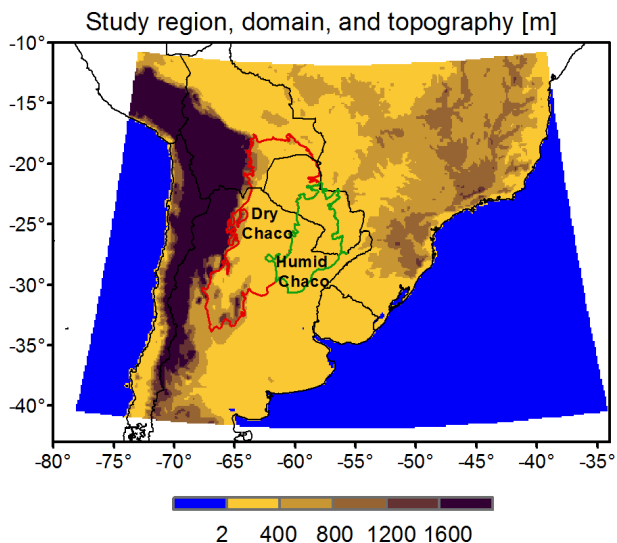 Study region, domain, and topography [m]
-10°
-15°
-20°
-25°
-30°
-35°
-40°
Dry
Chaco
Humid
Chaco
-80° -75° -70° -65° -60° -55° -50° -45° -40° -35°
2 400 800 1200 1600